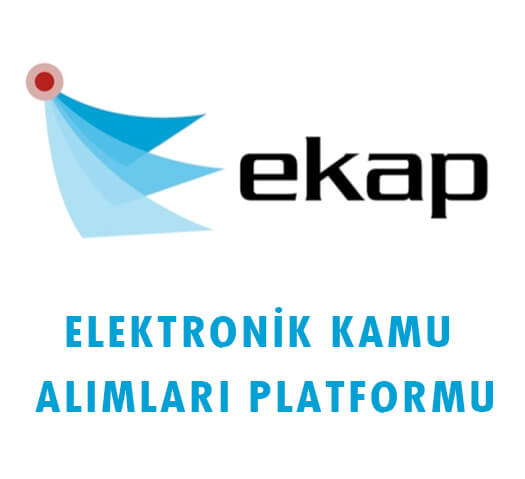 ekap
ELEKTRONİK KAMU
ALIMLARI PLATFORMU